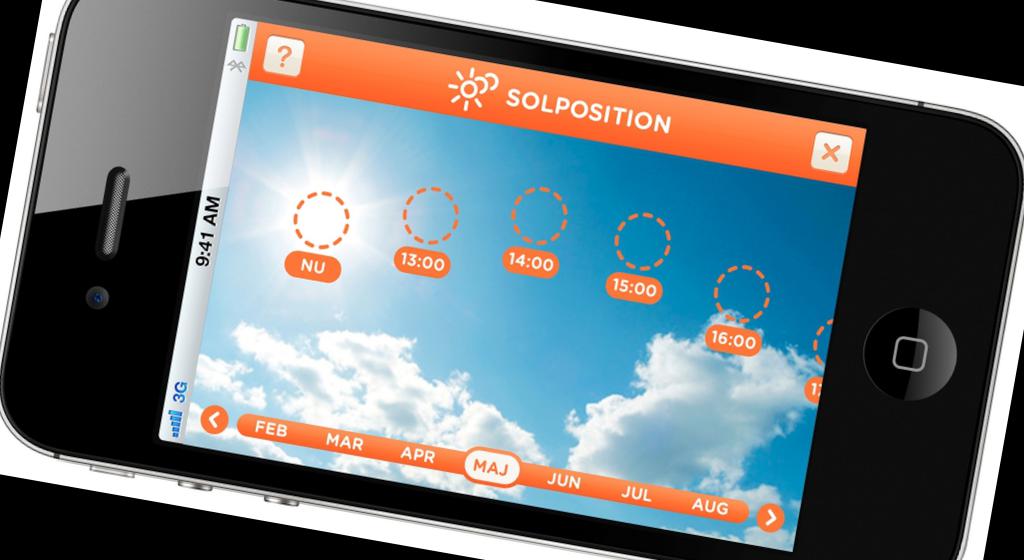 ?
SOLPOSITION
×
9:41 AM
3G
NU
13:00
14:00
15:00
16:00
FEB MAR APR MAJ JUN JUL AUG